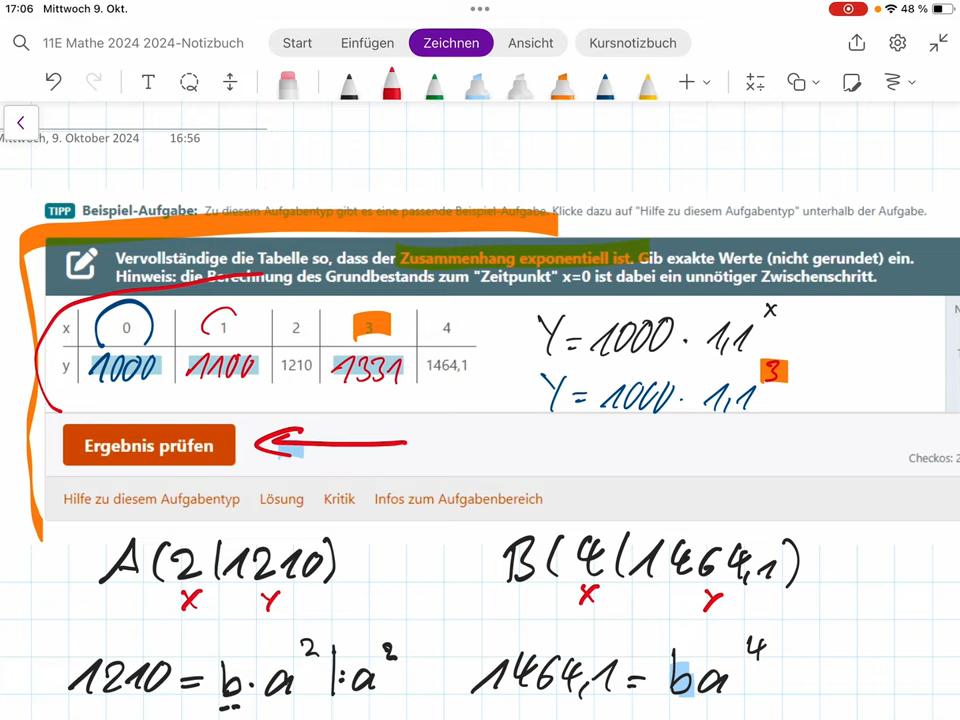 17:06 Mittwoch 9. Okt.
48 %
11E Mathe 2024 2024-Notizbuch
Start Einfügen Zeichnen Ansicht Kursnotizbuch
Mittwoch, 9. Oktober 2024 16:56
TIPP Beispiel-Aufgabe: Zu diesem Aufgabentyp gibt es eine passende Beispiel-Aufgabe. Klicke dazu auf "Hilfe zu diesem Aufgabentyp" unterhalb der Aufgabe.
Vervollständige die Tabelle so, dass der Zusammenhang exponentiell ist. Gib exakte Werte (nicht gerundet) ein.
Hinweis: die Berechnung des Grundbestands zum "Zeitpunkt" x=0 ist dabei ein unnötiger Zwischenschritt.
x 0 1 2 3 4
y 1000 1100 1210 1331 1464,1
Y = 1000 · 1,1^x
Y = 1000 · 1,1^3
Ergebnis prüfen
Checkos: 2
Hilfe zu diesem Aufgabentyp Lösung Kritik Infos zum Aufgabenbereich
A(2|1210) B(4|1464,1)
x y x y
1210 = b · a² |: a² 1464,1 = b a⁴